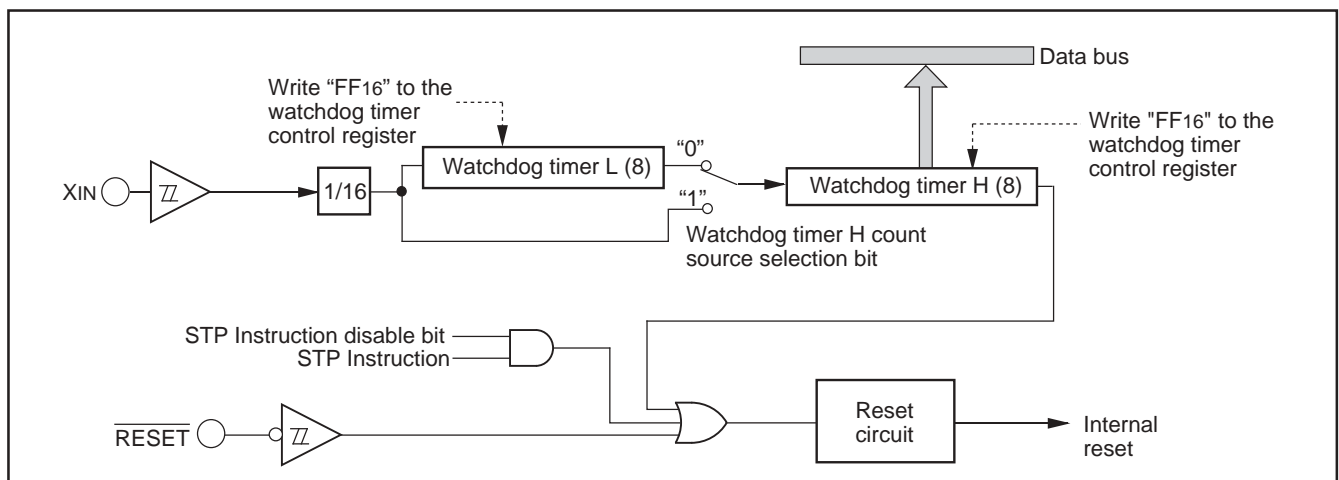 Data bus
Write “FF16” to the
watchdog timer
control register
Write "FF16" to the
watchdog timer
control register
“0”
Watchdog timer L (8)
Watchdog timer H (8)
XIN
1/16
“1”
Watchdog timer H count
source selection bit
STP Instruction disable bit
STP Instruction
Reset
circuit
RESET
Internal
reset